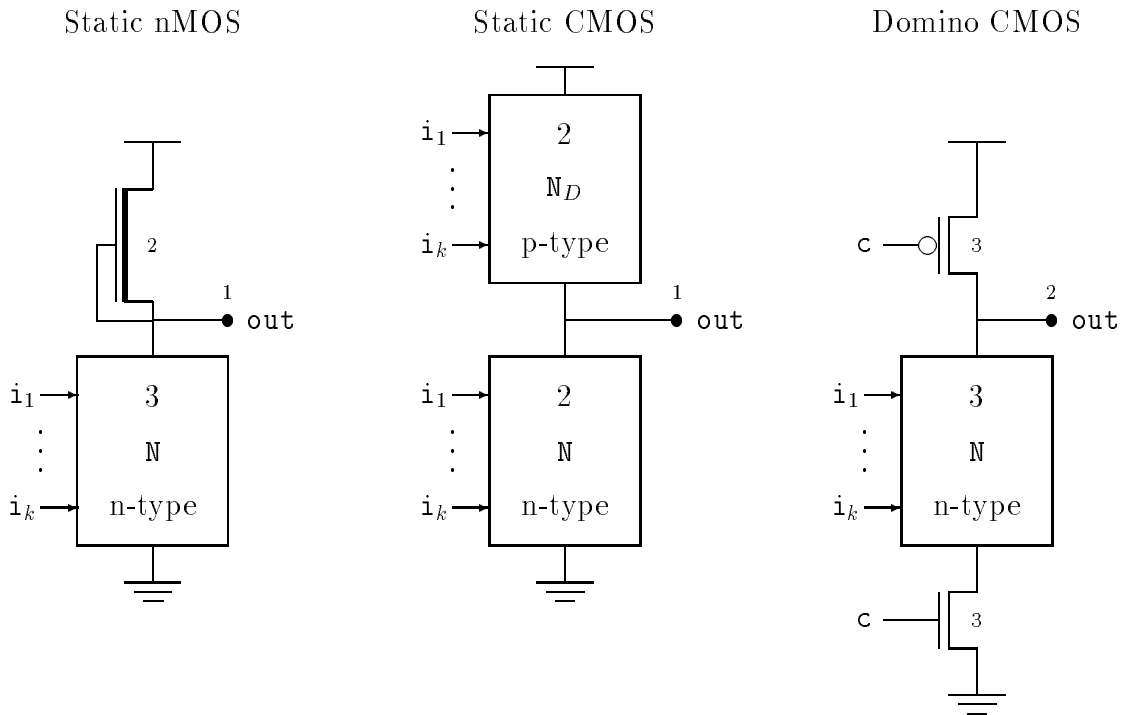 Static nMOS
2
1
out
i1
ik
3
N
n-type
Static CMOS
i1
ik
2
ND
p-type
1
out
i1
ik
2
N
n-type
Domino CMOS
c
3
2
out
i1
ik
3
N
n-type
c
3